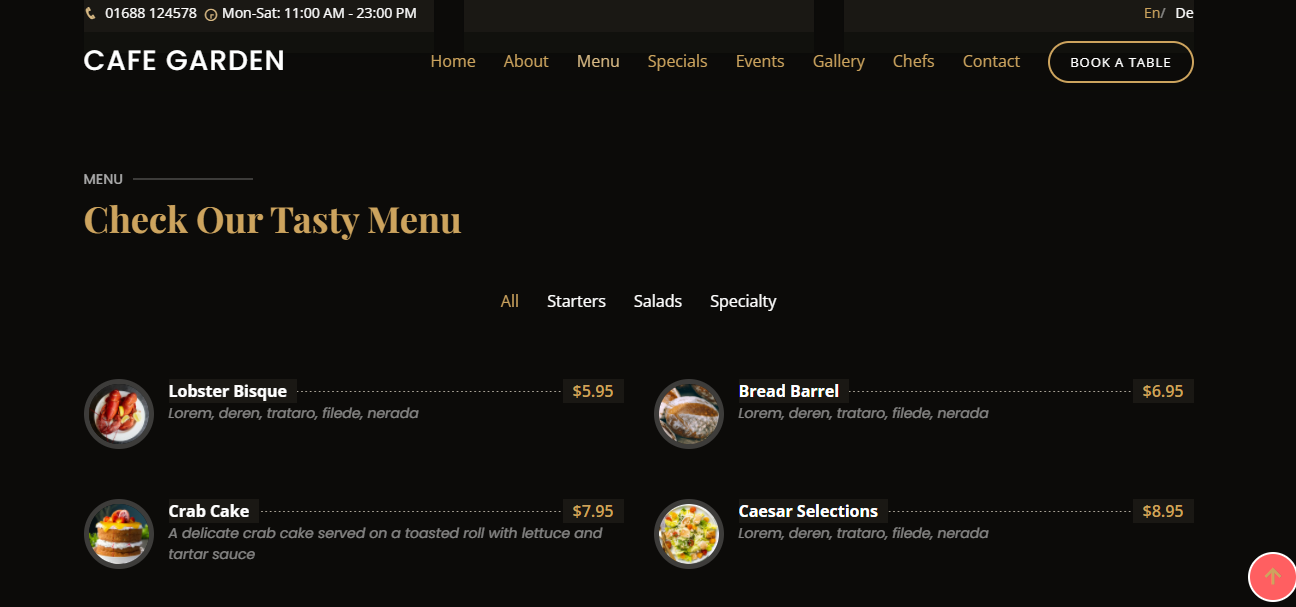 01688 124578 Mon-Sat: 11:00 AM - 23:00 PM En/ De
CAFE GARDEN Home About Menu Specials Events Gallery Chefs Contact BOOK A TABLE
MENU
Check Our Tasty Menu
All Starters Salads Specialty
Lobster Bisque $5.95
Lorem, deren, trataro, filede, nerada
Bread Barrel $6.95
Lorem, deren, trataro, filede, nerada
Crab Cake $7.95
A delicate crab cake served on a toasted roll with lettuce and
tartar sauce
Caesar Selections $8.95
Lorem, deren, trataro, filede, nerada